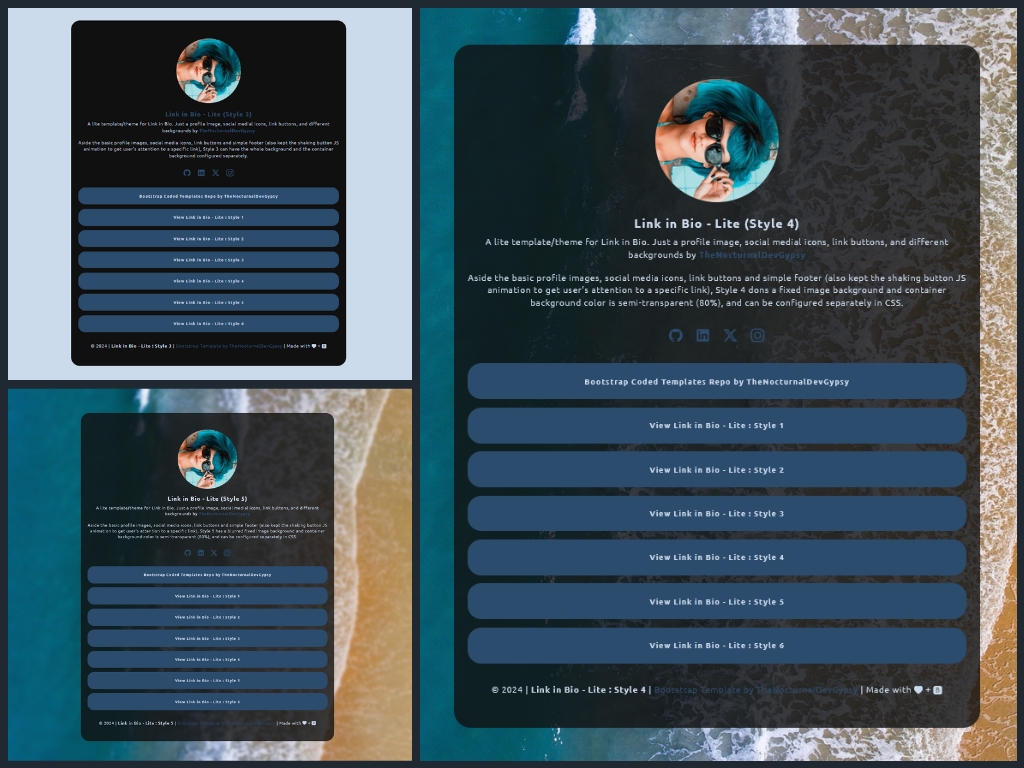 Link in Bio - Lite (Style 3)
A lite template/theme for Link in Bio. Just a profile image, social medial icons, link buttons, and different
backgrounds by TheNocturnalDevGypsy
Aside the basic profile images, social media icons, link buttons and simple footer (also kept the shaking button JS
animation to get user's attention to a specific link), Style 3 can have the whole background and the container
background configured separately.
Bootstrap Coded Templates Repo by TheNocturnalDevGypsy
View Link in Bio - Lite : Style 1
View Link in Bio - Lite : Style 2
View Link in Bio - Lite : Style 3
View Link in Bio - Lite : Style 4
View Link in Bio - Lite : Style 5
View Link in Bio - Lite : Style 6
© 2024 | Link in Bio - Lite : Style 3 | Bootstrap Template by TheNocturnalDevGypsy | Made with + B
Link in Bio - Lite (Style 5)
A lite template/theme for Link in Bio. Just a profile image, social medial icons, link buttons, and different
backgrounds by TheNocturnalDevGypsy
Aside the basic profile images, social media icons, link buttons and simple footer (also kept the shaking button JS
animation to get user's attention to a specific link), Style 5 has a blurred fixed image background and container
background color is semi-transparent (80%), and can be configured separately in CSS.
Bootstrap Coded Templates Repo by TheNocturnalDevGypsy
View Link in Bio - Lite : Style 1
View Link in Bio - Lite : Style 2
View Link in Bio - Lite : Style 3
View Link in Bio - Lite : Style 4
View Link in Bio - Lite : Style 5
View Link in Bio - Lite : Style 6
© 2024 | Link in Bio - Lite : Style 5 | Bootstrap Template by TheNocturnalDevGypsy | Made with + B
Link in Bio - Lite (Style 4)
A lite template/theme for Link in Bio. Just a profile image, social medial icons, link buttons, and different
backgrounds by TheNocturnalDevGypsy
Aside the basic profile images, social media icons, link buttons and simple footer (also kept the shaking button JS
animation to get user's attention to a specific link), Style 4 dons a fixed image background and container
background color is semi-transparent (80%), and can be configured separately in CSS.
Bootstrap Coded Templates Repo by TheNocturnalDevGypsy
View Link in Bio - Lite : Style 1
View Link in Bio - Lite : Style 2
View Link in Bio - Lite : Style 3
View Link in Bio - Lite : Style 4
View Link in Bio - Lite : Style 5
View Link in Bio - Lite : Style 6
© 2024 | Link in Bio - Lite : Style 4 | Bootstrap Template by TheNocturnalDevGypsy | Made with + B